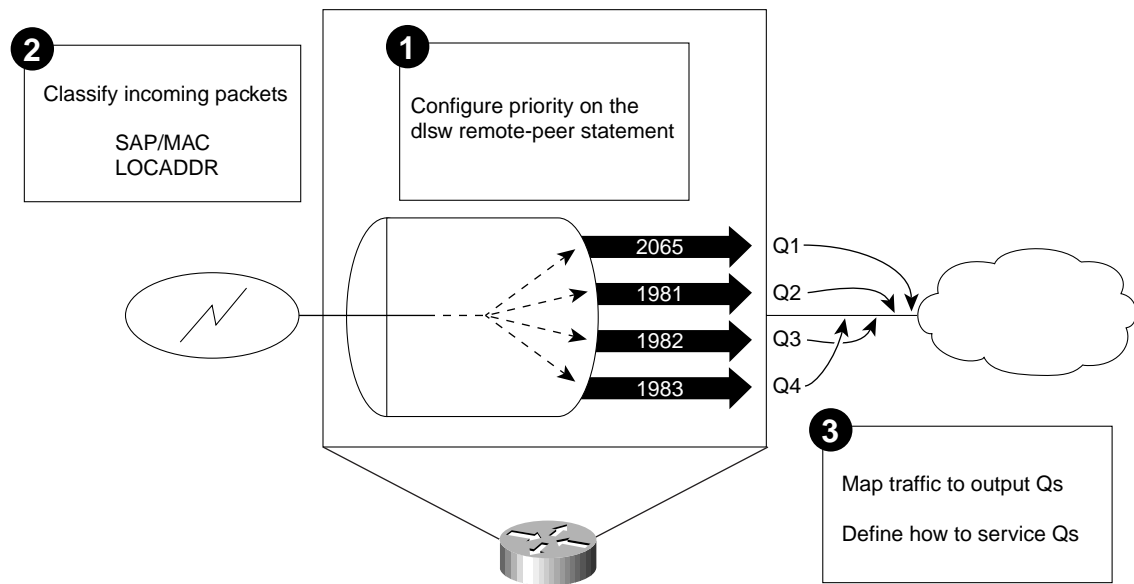 2
Classify incoming packets
SAP/MAC
LOCADDR
1
Configure priority on the
dlsw remote-peer statement
2065
1981
1982
1983
Q1
Q2
Q3
Q4
3
Map traffic to output Qs
Define how to service Qs